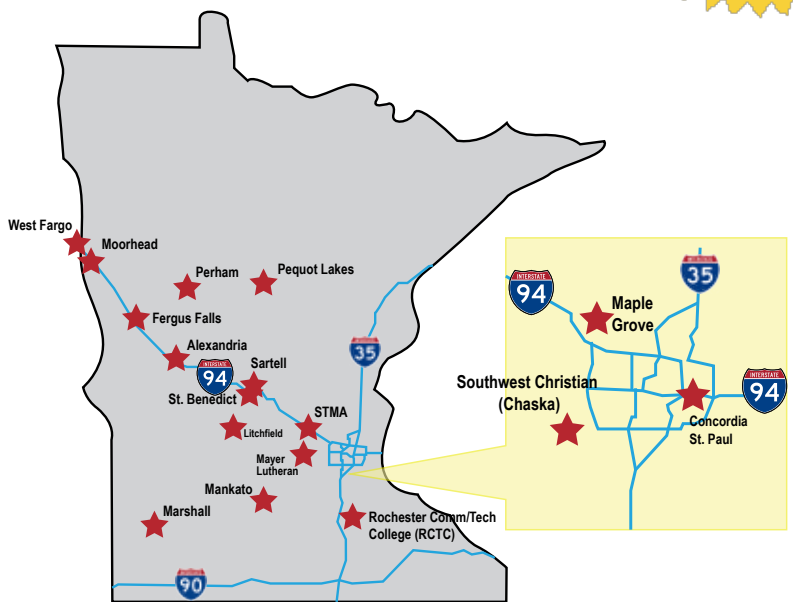 West Fargo
Moorhead
Perham
Pequot Lakes
Fergus Falls
Alexandria
INTERSTATE
94
Sartell
St. Benedict
35
STMA
Litchfield
Mayer
Lutheran
Mankato
Marshall
Rochester Comm/Tech
College (RCTC)
90
INTERSTATE
94
35
Maple
Grove
Southwest Christian
(Chaska)
INTERSTATE
94
Concordia
St. Paul